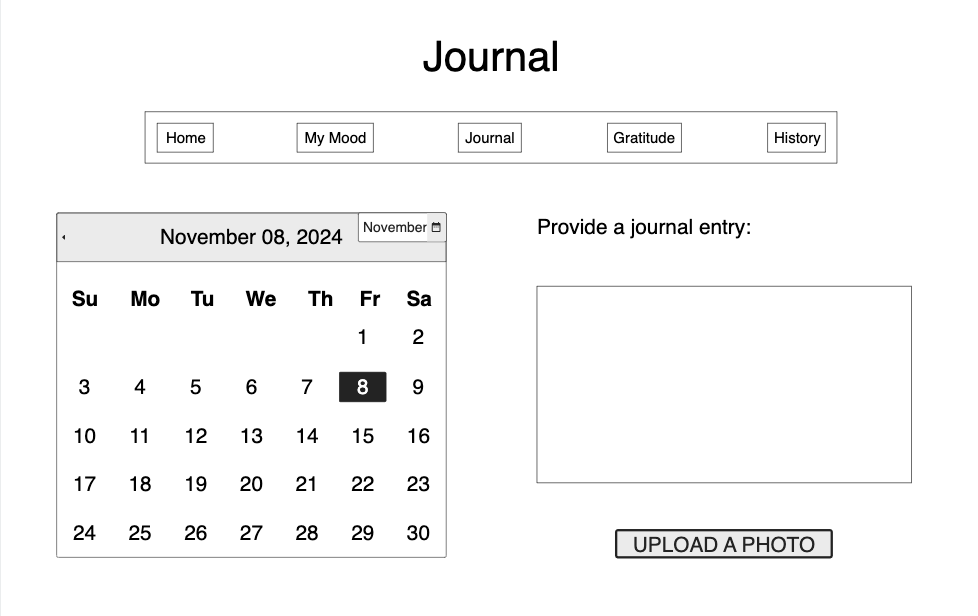 Journal
Home My Mood Journal Gratitude History
November 08, 2024 November
Su Mo Tu We Th Fr Sa
1 2
3 4 5 6 7 8 9
10 11 12 13 14 15 16
17 18 19 20 21 22 23
24 25 26 27 28 29 30
Provide a journal entry:
UPLOAD A PHOTO